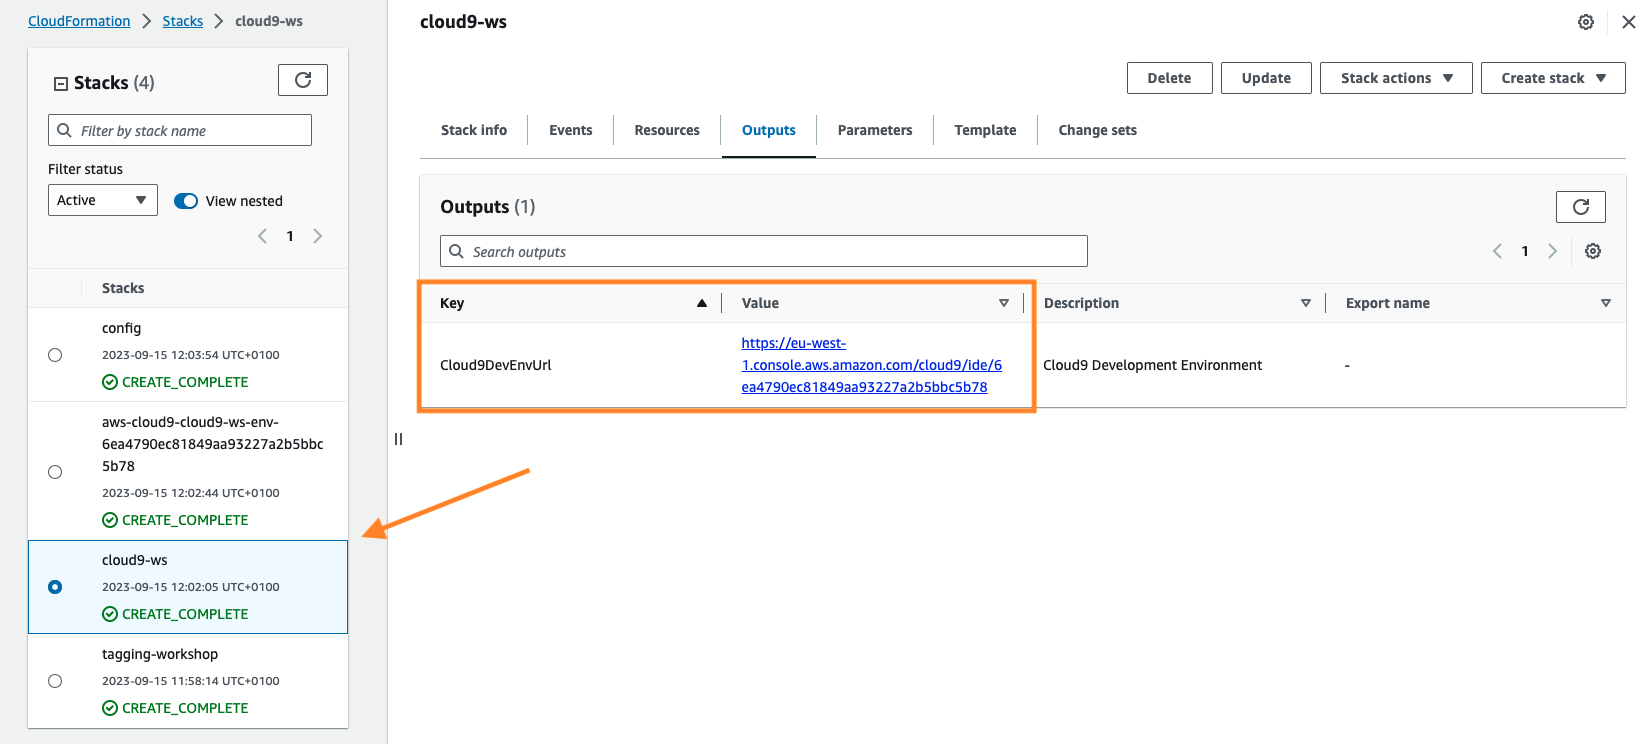 CloudFormation > Stacks > cloud9-ws
Stacks (4)
Filter by stack name
Filter status
Active
View nested
1
Stacks
config
2023-09-15 12:03:54 UTC+0100
CREATE_COMPLETE
aws-cloud9-cloud9-ws-env-
6ea4790ec81849aa93227a2b5bbc
5b78
2023-09-15 12:02:44 UTC+0100
CREATE_COMPLETE
cloud9-ws
2023-09-15 12:02:05 UTC+0100
CREATE_COMPLETE
tagging-workshop
2023-09-15 11:58:14 UTC+0100
CREATE_COMPLETE
cloud9-ws
Delete Update Stack actions Create stack
Stack info Events Resources Outputs Parameters Template Change sets
Outputs (1)
Search outputs
1
Key Value Description Export name
Cloud9DevEnvUrl
https://eu-west-
1.console.aws.amazon.com/cloud9/ide/6
ea4790ec81849aa93227a2b5bbc5b78
Cloud9 Development Environment
-